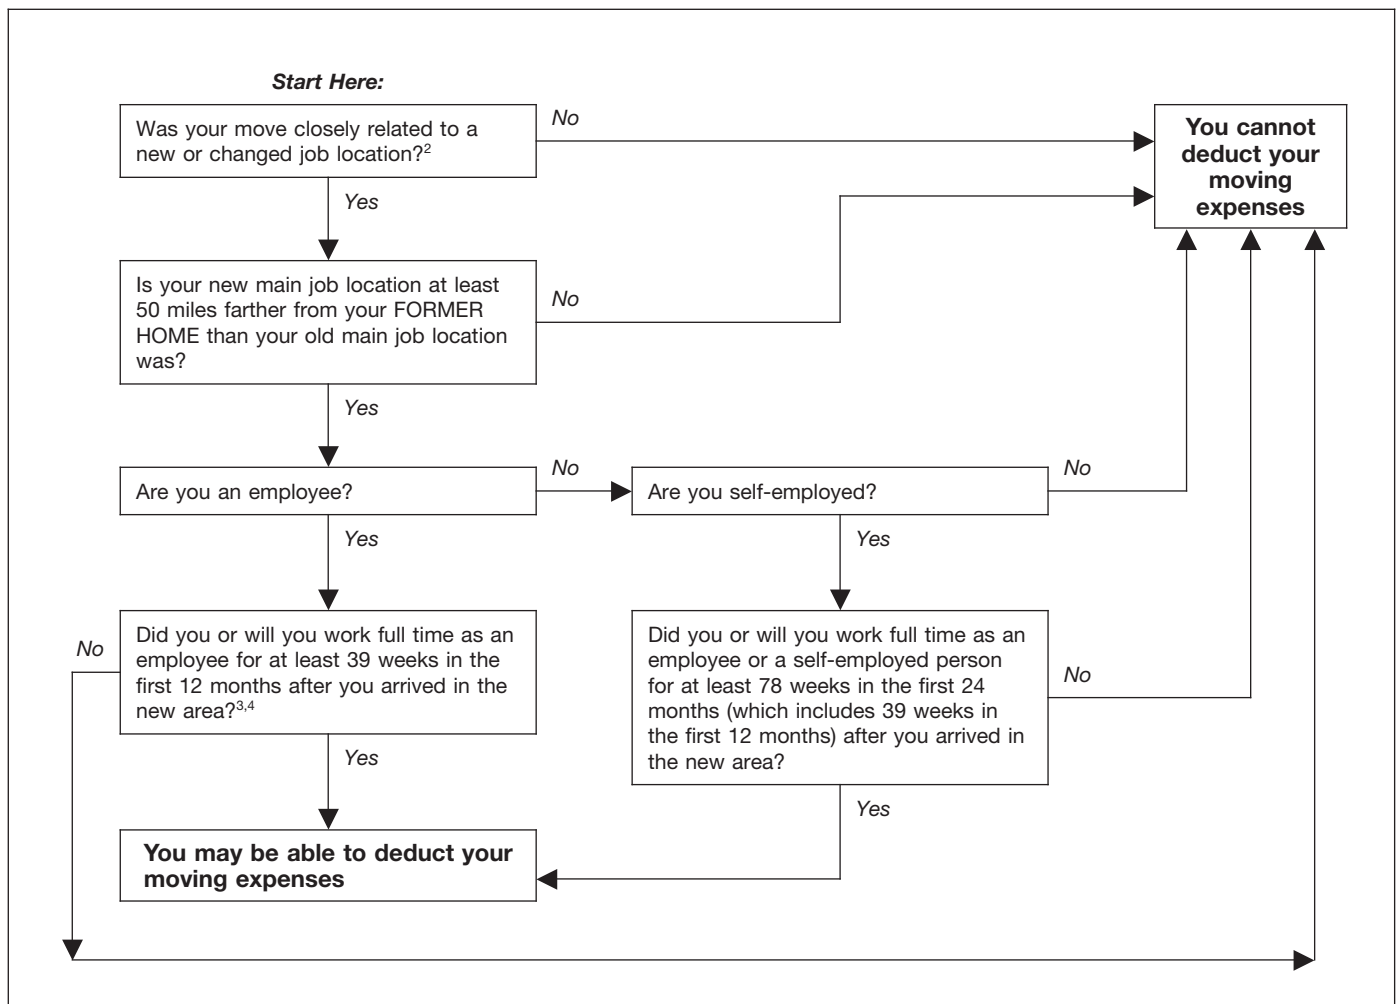 Start Here:
Was your move closely related to a
new or changed job location?2
No
You cannot
deduct your
moving
expenses
Yes
Is your new main job location at least
50 miles farther from your FORMER
HOME than your old main job location
was?
No
Yes
Are you an employee?
No
Are you self-employed?
No
Yes
Yes
No
Did you or will you work full time as an
employee for at least 39 weeks in the
first 12 months after you arrived in the
new area?3,4
Did you or will you work full time as an
employee or a self-employed person
for at least 78 weeks in the first 24
months (which includes 39 weeks in
the first 12 months) after you arrived in
the new area?
No
Yes
Yes
You may be able to deduct your
moving expenses